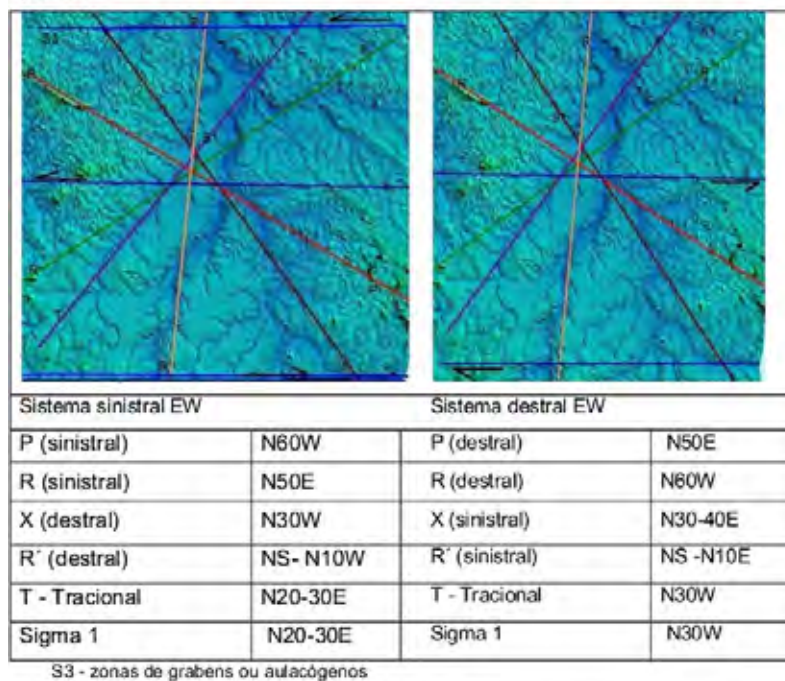 Sistema sinistral EW Sistema destral EW
P (sinistral) N60W P (destral) N50E
R (sinistral) N50E R (destral) N60W
X (destral) N30W X (sinistral) N30-40E
R´ (destral) NS- N10W R´ (sinistral) NS -N10E
T - Tracional N20-30E T - Tracional N30W
Sigma 1 N20-30E Sigma 1 N30W
S3 - zonas de grabens ou aulacógenos